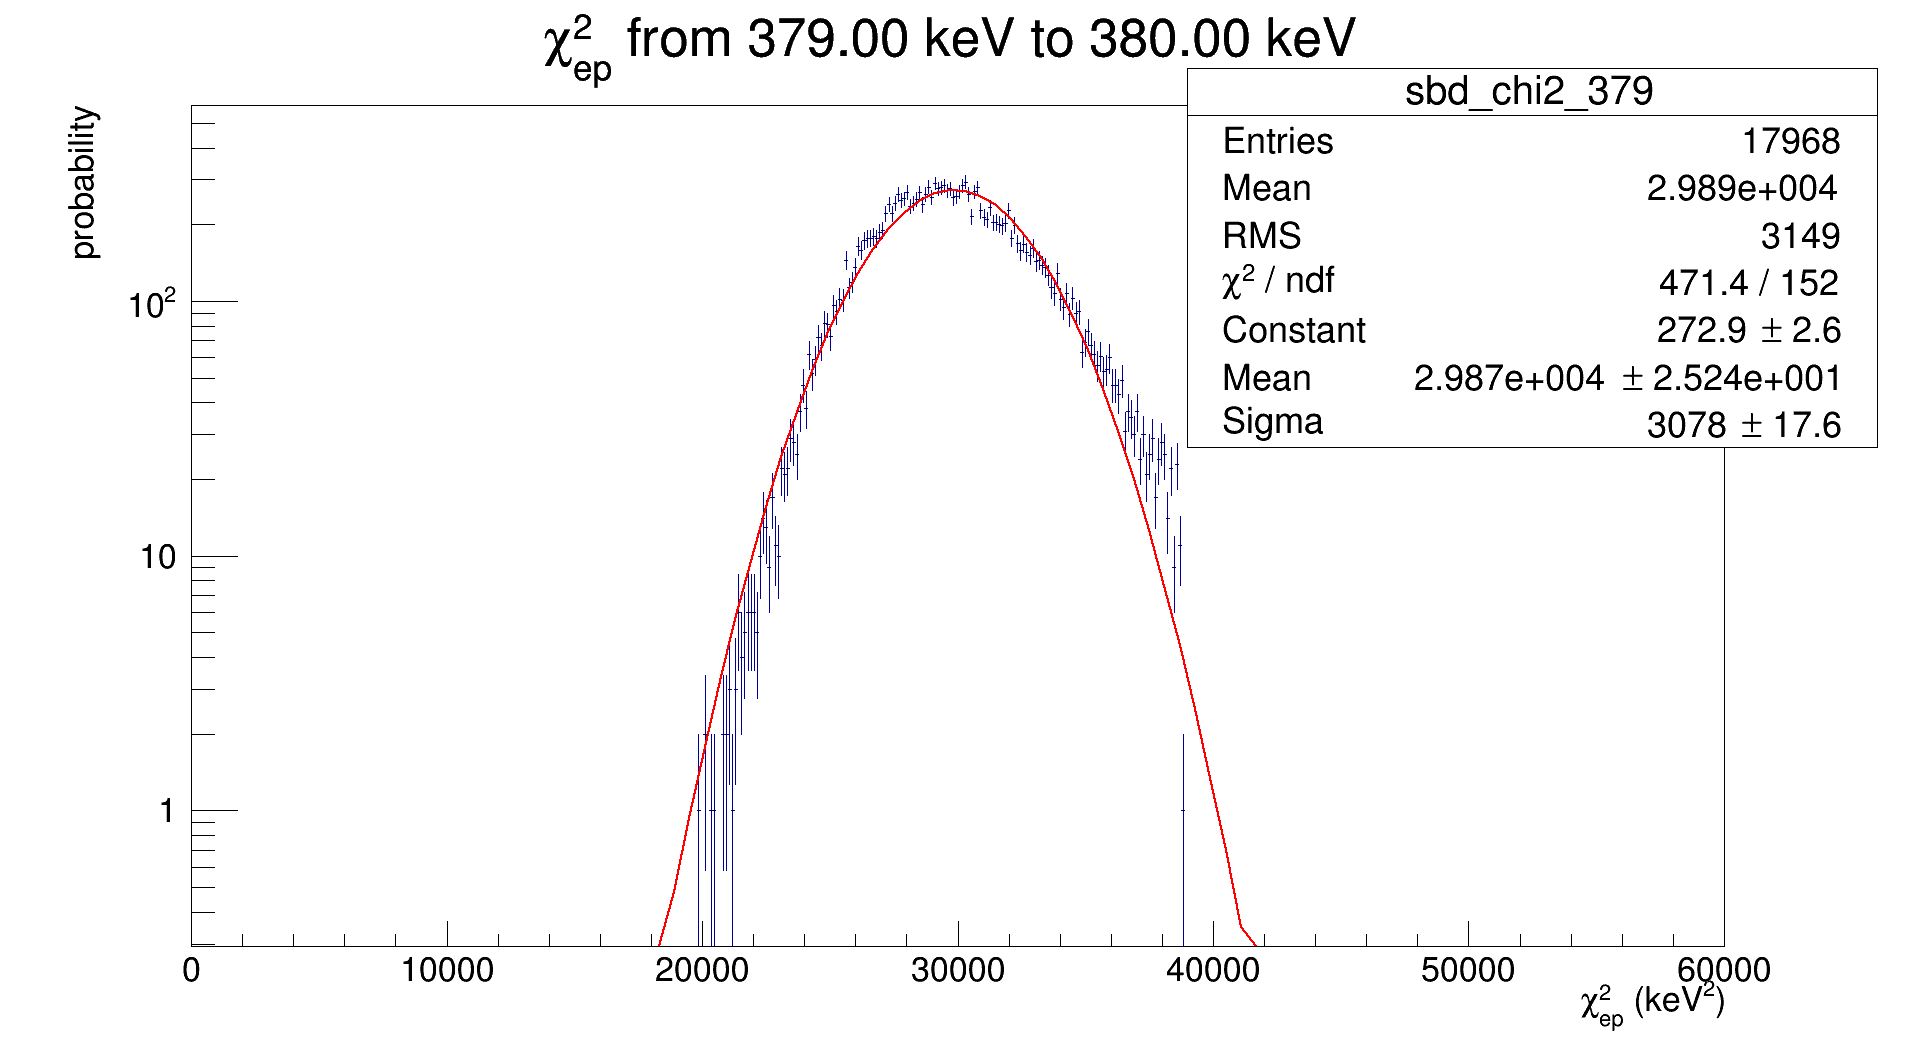 χ²ep from 379.00 keV to 380.00 keV
probability
sbd_chi2_379
Entries 17968
Mean 2.989e+004
RMS 3149
χ² / ndf 471.4 / 152
Constant 272.9 ± 2.6
Mean 2.987e+004 ± 2.524e+001
Sigma 3078 ± 17.6
10²
10
1
0 10000 20000 30000 40000 50000 60000
χ²ep (keV²)